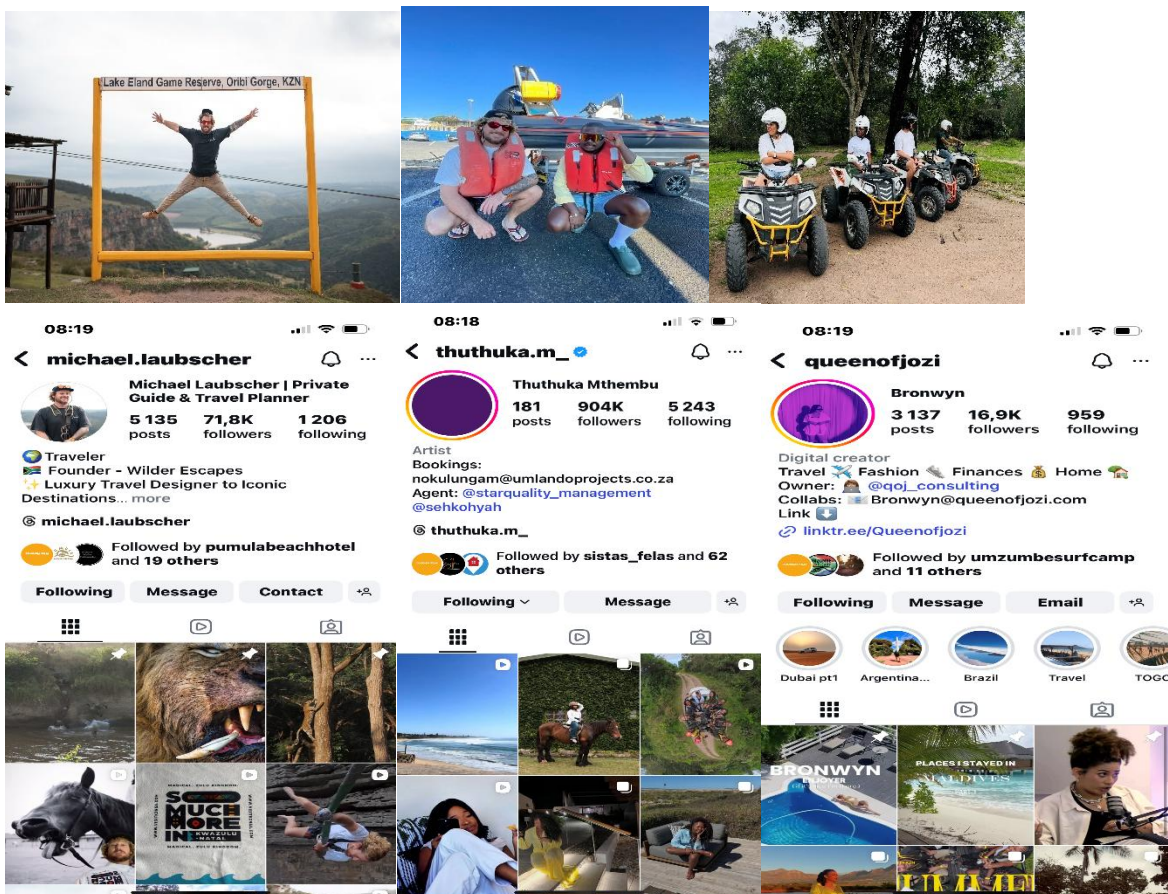 Lake Eland Game Reserve, Oribi Gorge, KZN
08:19
michael.laubscher
Michael Laubscher | Private
Guide & Travel Planner
5 135
71,8K
1 206
posts
followers
following
🌍 Traveler
🇿🇦 Founder - Wilder Escapes
✨ Luxury Travel Designer to Iconic
Destinations... more
michael.laubscher
Followed by pumulabeachhotel
and 19 others
Following
Message
Contact
SO
MUCH
MORE
IN KWAZULU
-NATAL
08:18
thuthuka.m_
Thuthuka Mthembu
181
904K
5 243
posts
followers
following
Artist
Bookings:
nokulungam@umlandoprojects.co.za
Agent: @starquality_management
@sehkohyah
thuthuka.m_
Followed by sistas_felas and 62
others
Following
Message
08:19
queenofjozi
Bronwyn
3 137
16,9K
959
posts
followers
following
Digital creator
Travel ✈️ Fashion 👠 Finances 💰 Home 🏡
Owner: 👩🏽‍💻 @qoj_consulting
Collabs: 📧 Bronwyn@queenofjozi.com
Link ⬇️
linktr.ee/Queenofjozi
Followed by umzumbesurfcamp
and 11 others
Following
Message
Email
Dubai pt1
Argentina...
Brazil
Travel
TOGO
BRONWYN
ENJOYER
PLACES I STAYED IN
MALDIVES